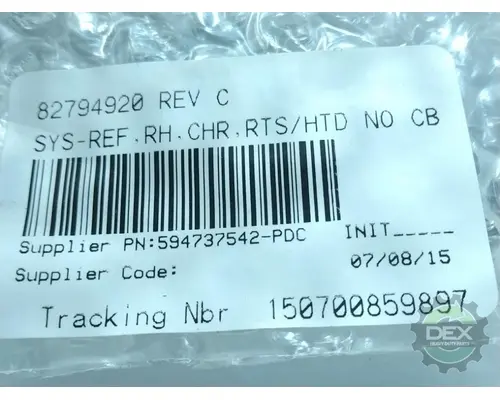 82794920 REV C
SYS-REF,RH,CHR,RTS/HTD NO CB
Supplier PN:594737542-PDC INIT_____
Supplier Code: 07/08/15
Tracking Nbr 150700859897
DEX